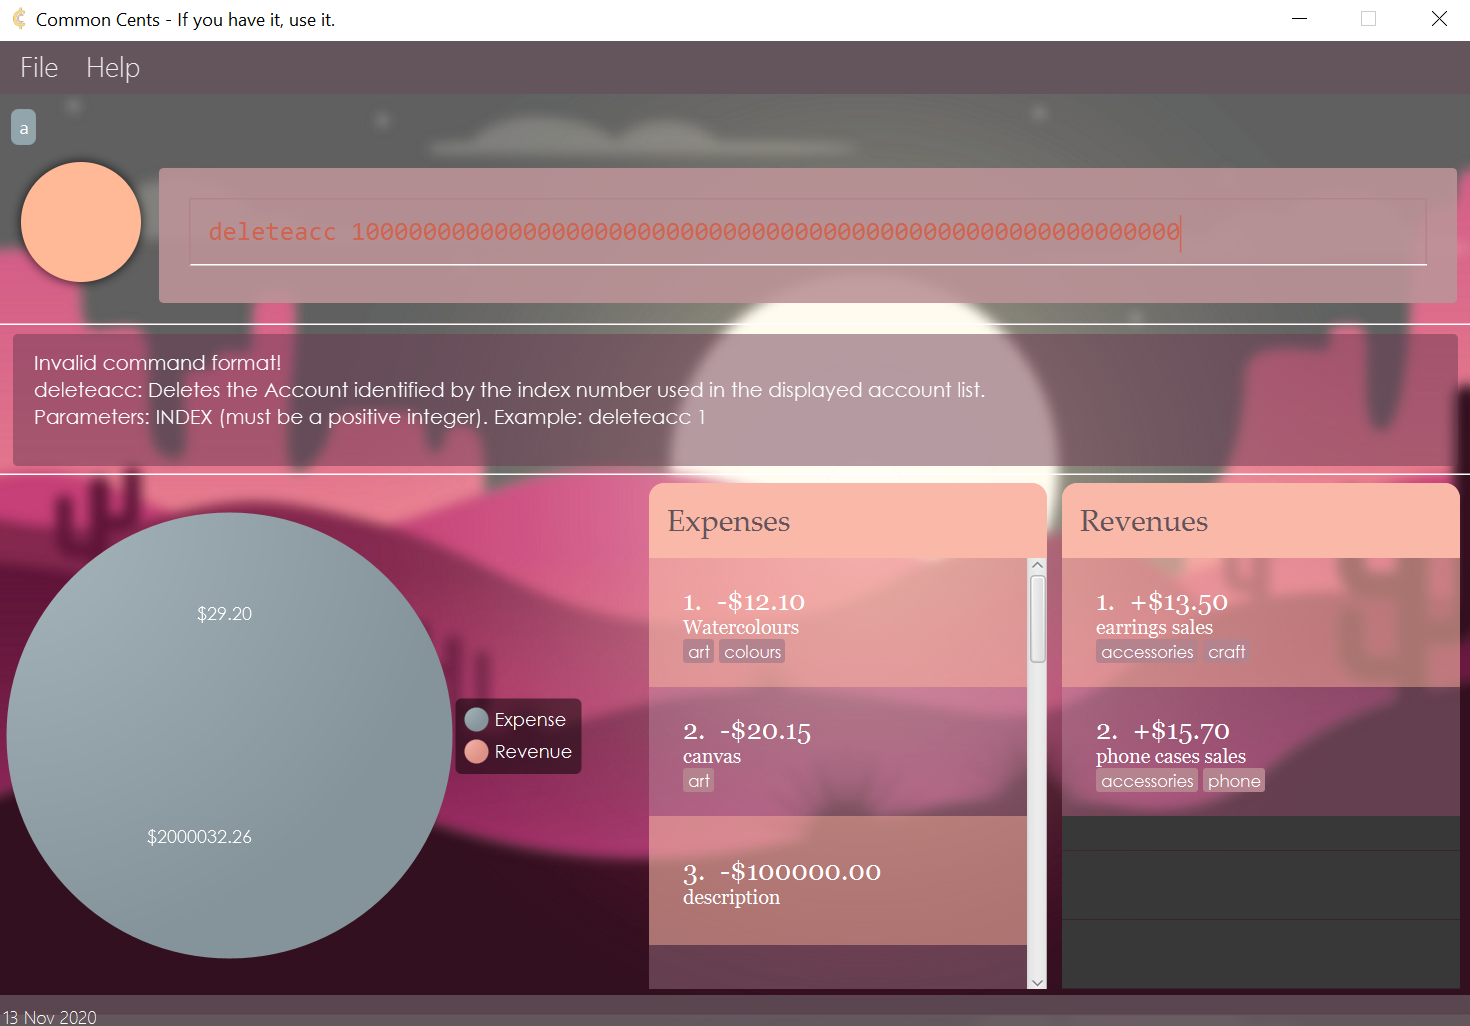 Common Cents - If you have it, use it.
File Help
a
deleteacc 1000000000000000000000000000000000000000000000000000000000
Invalid command format!
deleteacc: Deletes the Account identified by the index number used in the displayed account list.
Parameters: INDEX (must be a positive integer). Example: deleteacc 1
$29.20
$2000032.26
Expense
Revenue
Expenses
1. -$12.10
Watercolours
art colours
2. -$20.15
canvas
art
3. -$100000.00
description
Revenues
1. +$13.50
earrings sales
accessories craft
2. +$15.70
phone cases sales
accessories phone
13 Nov 2020